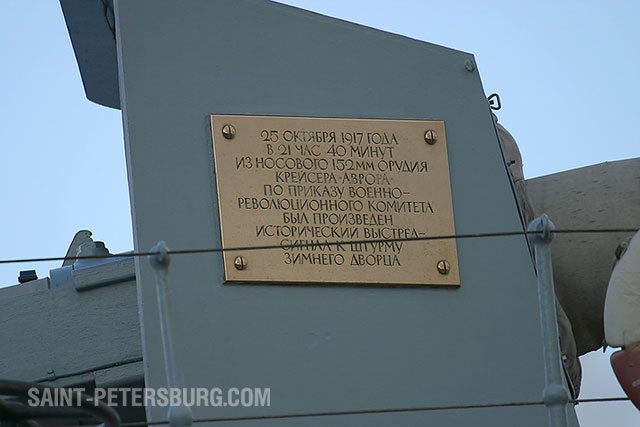 25 ОКТЯБРЯ 1917 ГОДА
В 21 ЧАС 40 МИНУТ
ИЗ НОСОВОГО 152ММ ОРУДИЯ
КРЕЙСЕРА·АВРОРА·
ПО ПРИКАЗУ ВОЕННО-
РЕВОЛЮЦИОННОГО КОМИТЕТА
БЫЛ ПРОИЗВЕДЕН
ИСТОРИЧЕСКИЙ ВЫСТРЕЛ-
СИГНАЛ К ШТУРМУ
ЗИМНЕГО ДВОРЦА
SAINT-PETERSBURG.COM